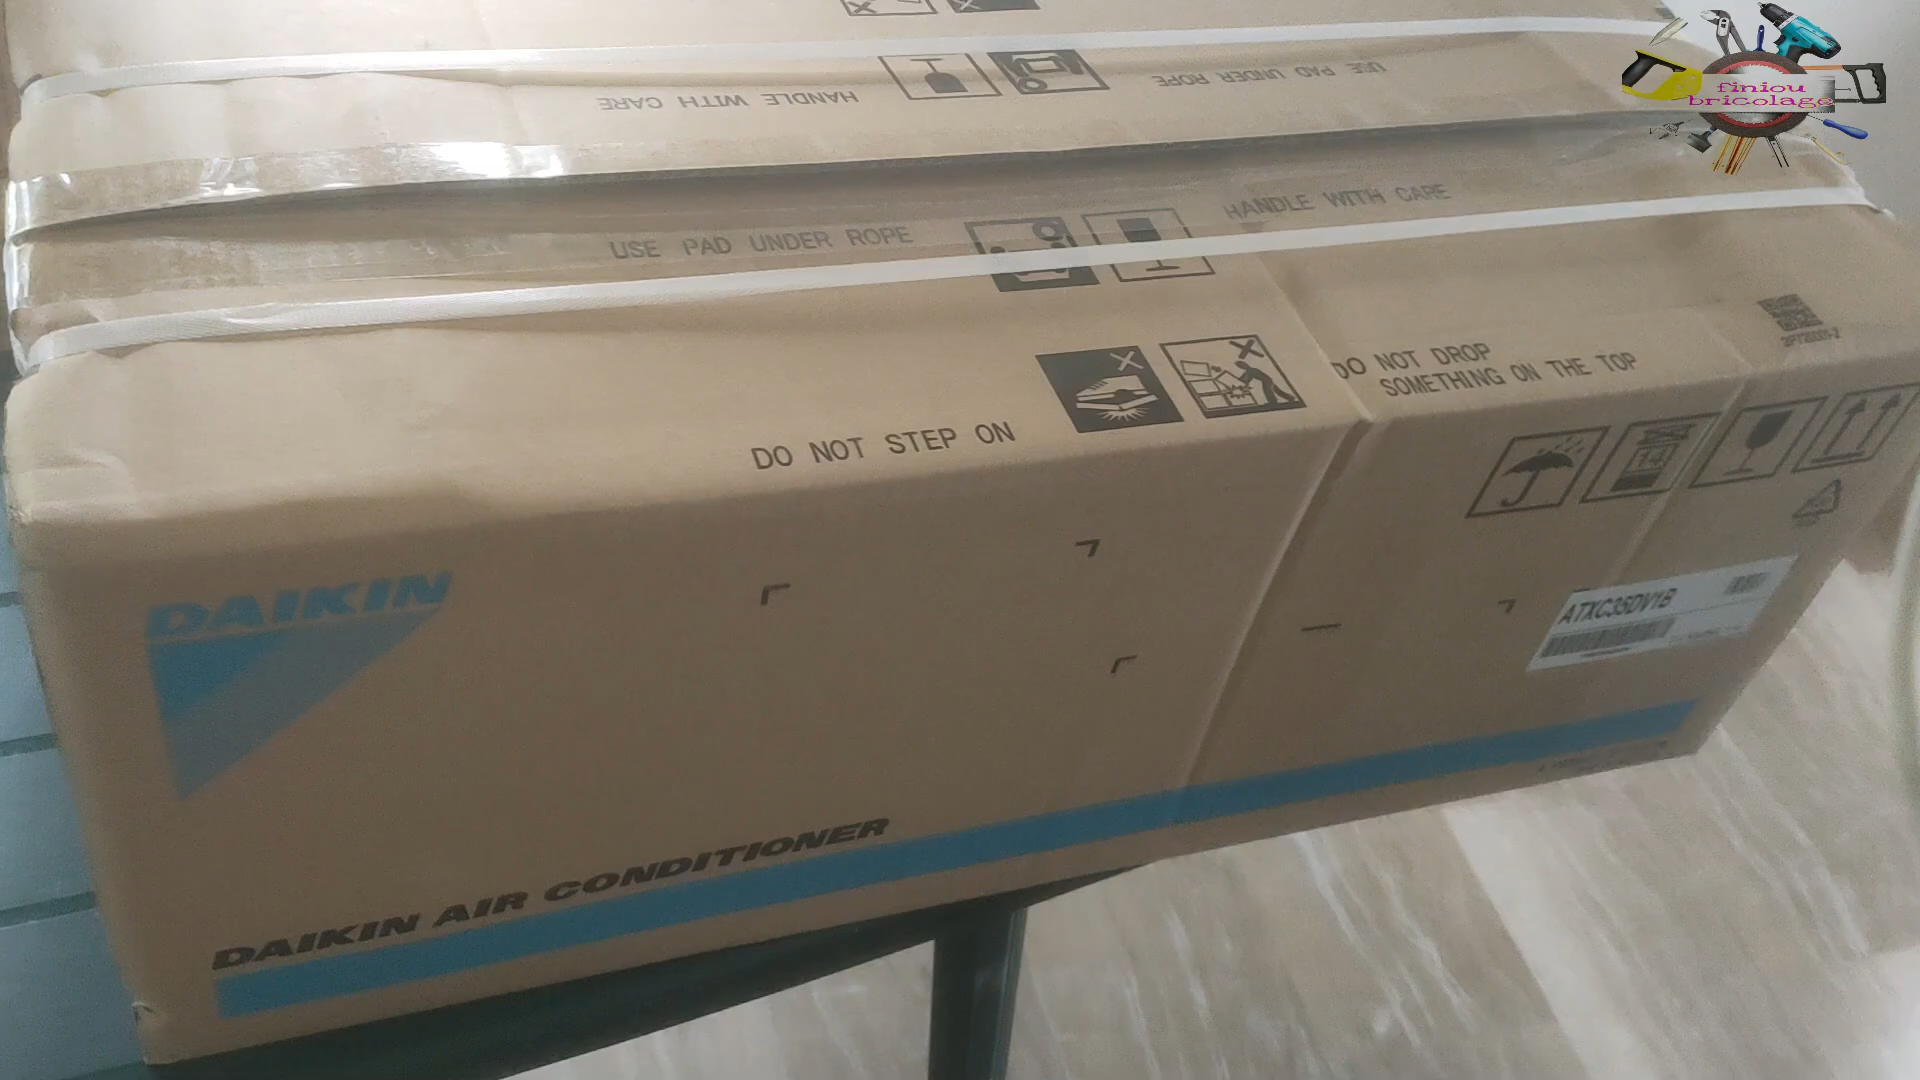 finiou
bricolage
HANDLE WITH CARE
USE PAD UNDER ROPE
USE PAD UNDER ROPE
HANDLE WITH CARE
DO NOT STEP ON
DO NOT DROP
SOMETHING ON THE TOP
DAIKIN
ATXC35DV1B
DAIKIN AIR CONDITIONER